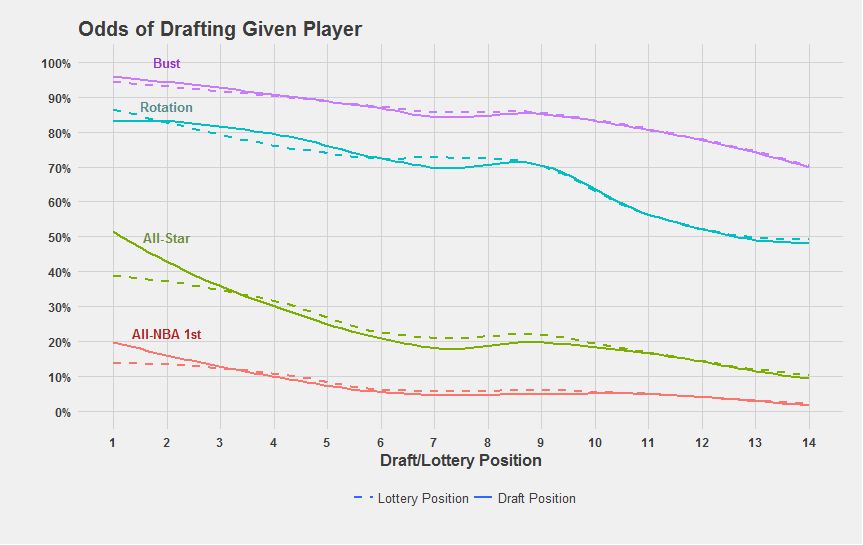 Odds of Drafting Given Player
100%
90%
80%
70%
60%
50%
40%
30%
20%
10%
0%
Bust
Rotation
All-Star
All-NBA 1st
1 2 3 4 5 6 7 8 9 10 11 12 13 14
Draft/Lottery Position
Lottery Position Draft Position